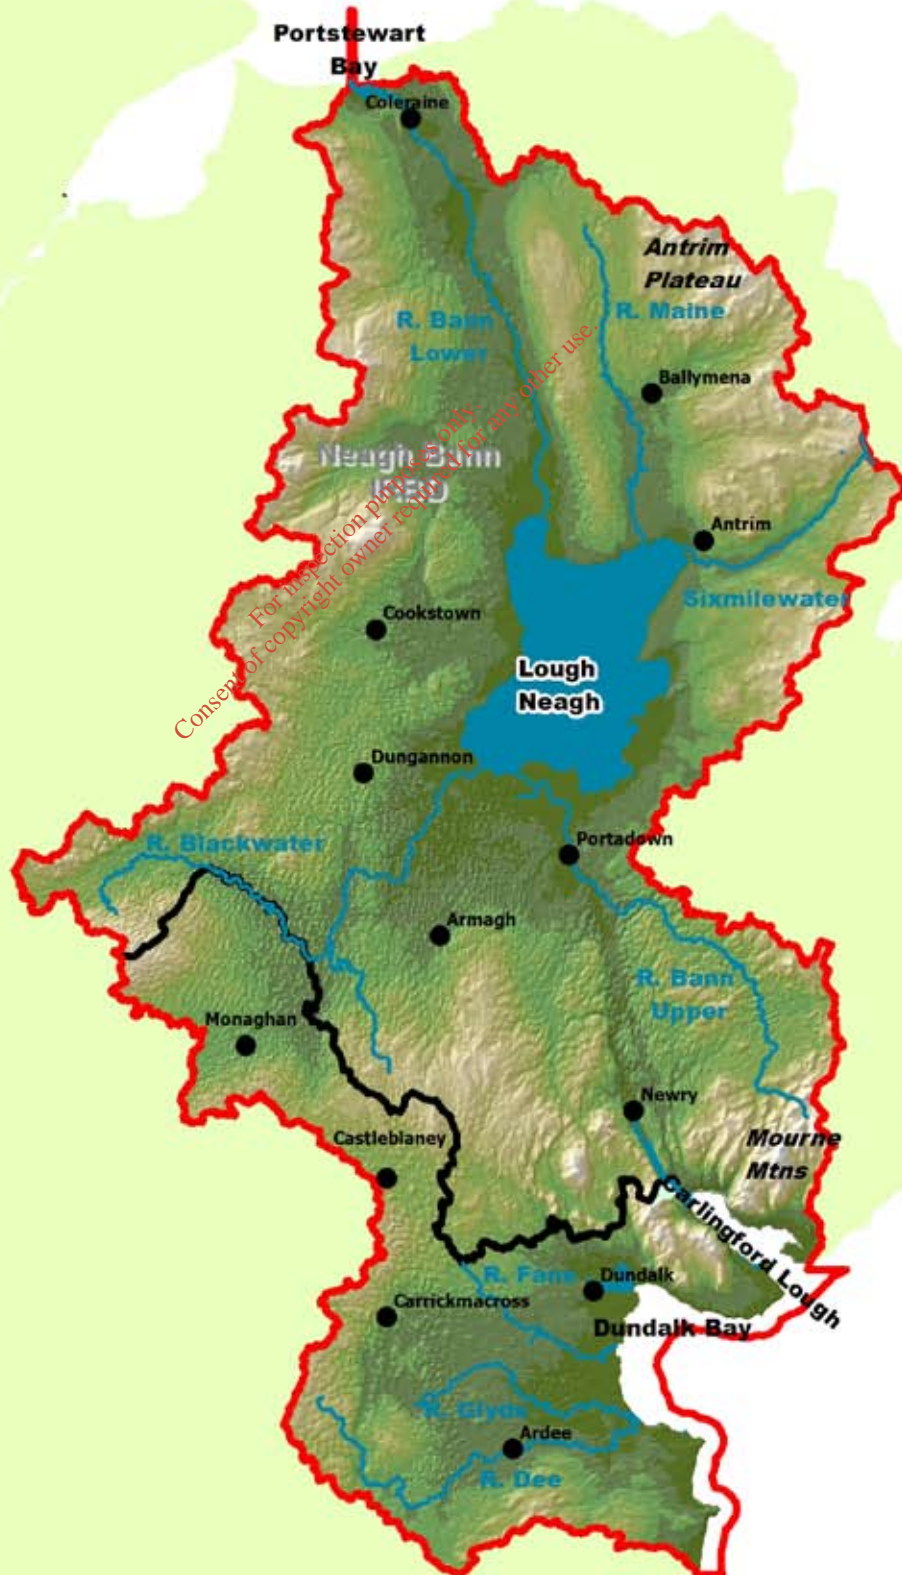 Portstewart
Bay
Coleraine
Antrim
Plateau
R. Maine
R. Bann
Lower
Ballymena
Neagh Bann
IRBD
For inspection purposes only.
Consent of copyright owner required for any other use.
Antrim
Sixmilewater
Cookstown
Lough
Neagh
Dungannon
Portadown
R. Blackwater
Armagh
R. Bann
Upper
Monaghan
Newry
Castleblaney
Mourne
Mtns
Carlingford Lough
R. Fane
Dundalk
Carrickmacross
Dundalk Bay
R. Glyde
Ardee
R. Dee